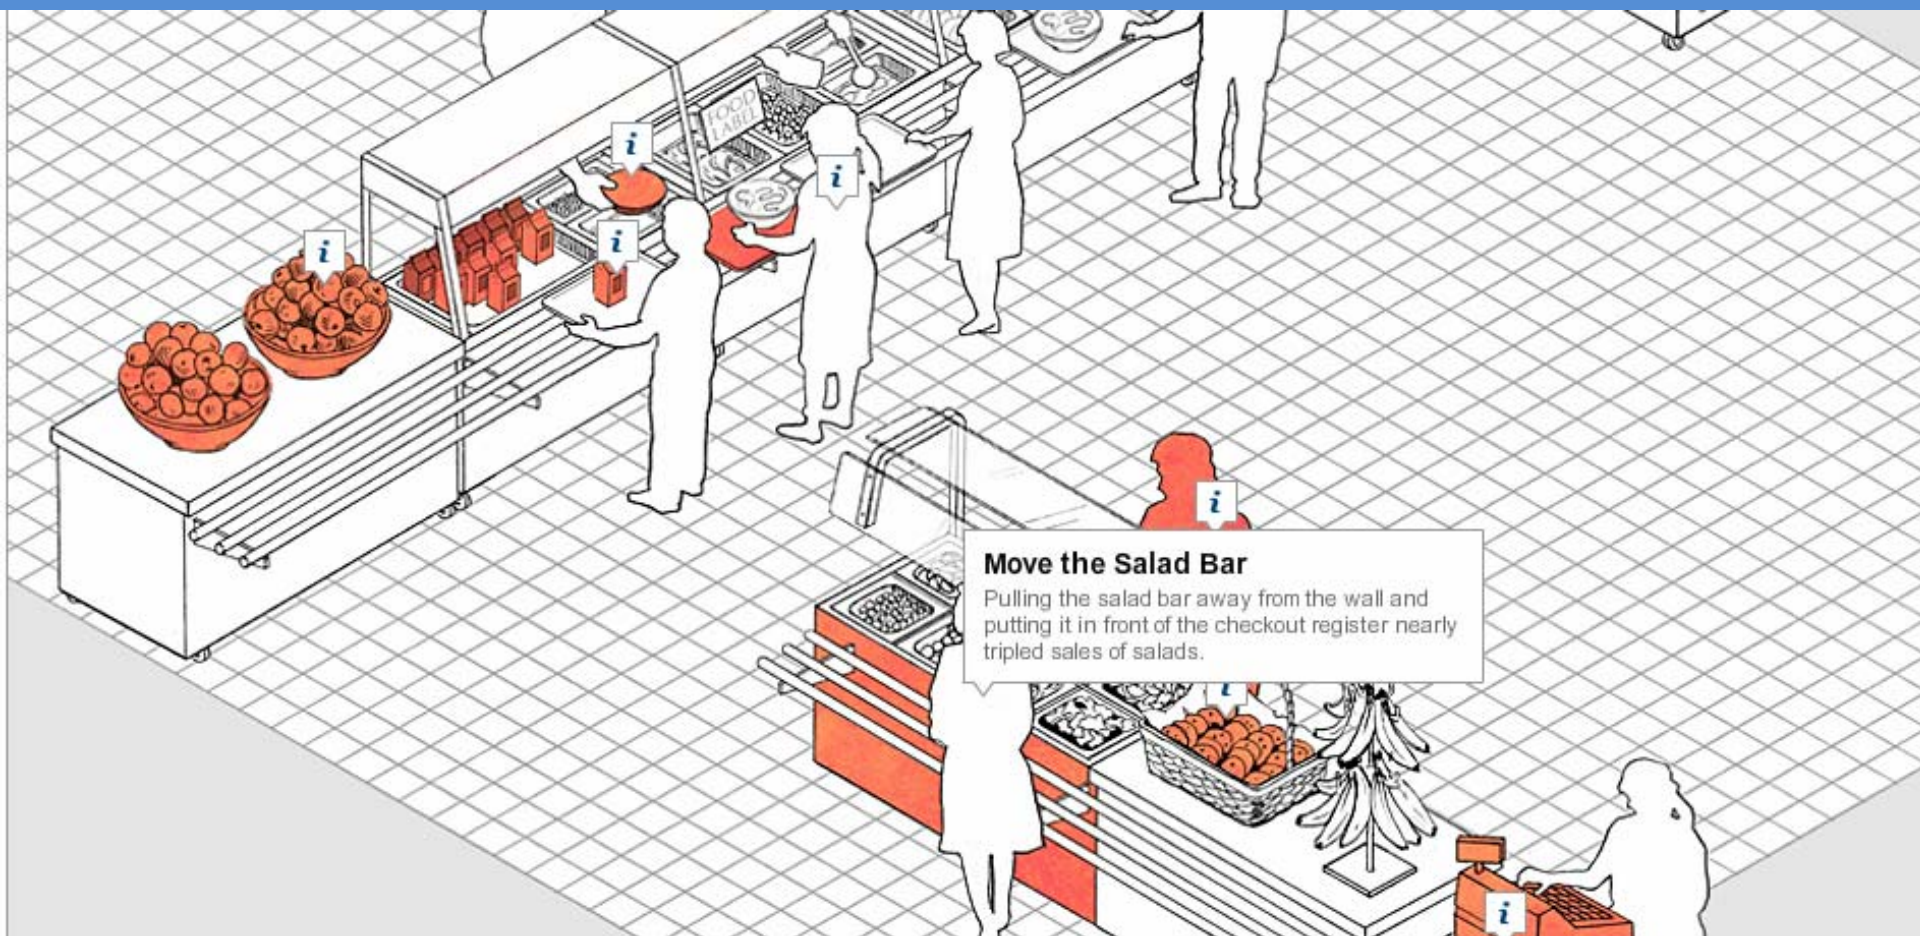 FOOD
LABEL
i
i
i
i
i
Move the Salad Bar
Pulling the salad bar away from the wall and
putting it in front of the checkout register nearly
tripled sales of salads.
i
i